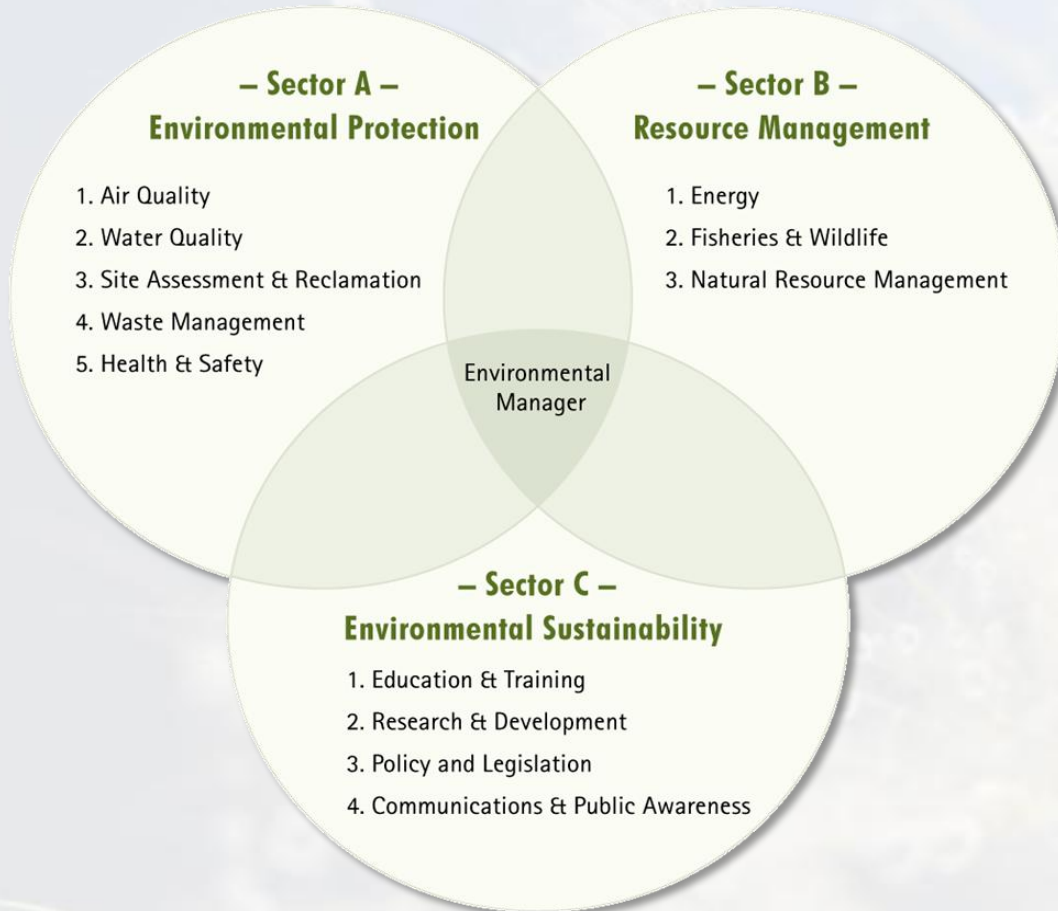 – Sector A –
Environmental Protection
1. Air Quality
2. Water Quality
3. Site Assessment & Reclamation
4. Waste Management
5. Health & Safety
– Sector B –
Resource Management
1. Energy
2. Fisheries & Wildlife
3. Natural Resource Management
Environmental
Manager
– Sector C –
Environmental Sustainability
1. Education & Training
2. Research & Development
3. Policy and Legislation
4. Communications & Public Awareness